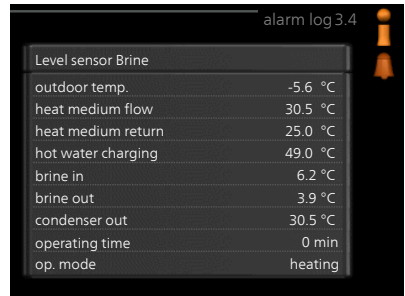 alarm log 3.4
Level sensor Brine
outdoor temp. -5.6 °C
heat medium flow 30.5 °C
heat medium return 25.0 °C
hot water charging 49.0 °C
brine in 6.2 °C
brine out 3.9 °C
condenser out 30.5 °C
operating time 0 min
op. mode heating